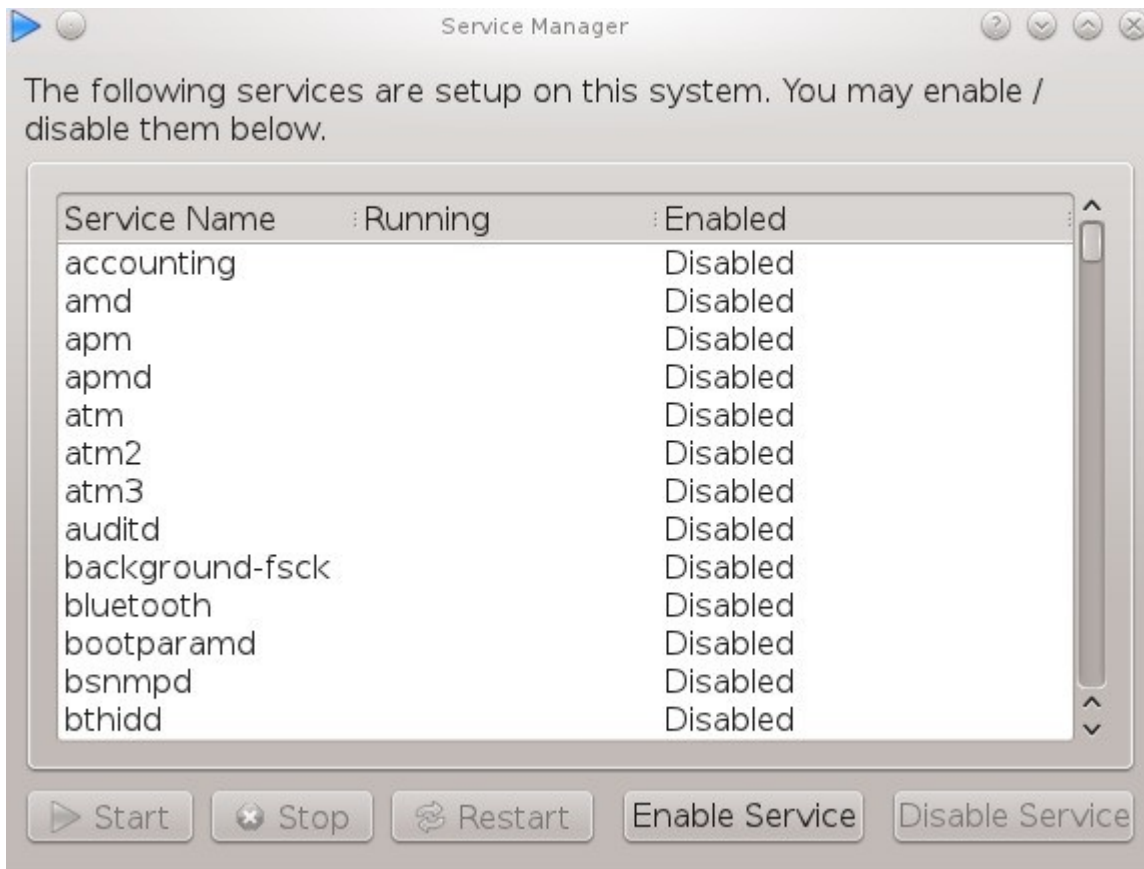 Service Manager
The following services are setup on this system. You may enable /
disable them below.
Service Name Running Enabled
accounting Disabled
amd Disabled
apm Disabled
apmd Disabled
atm Disabled
atm2 Disabled
atm3 Disabled
auditd Disabled
background-fsck Disabled
bluetooth Disabled
bootparamd Disabled
bsnmpd Disabled
bthidd Disabled
Start Stop Restart Enable Service Disable Service